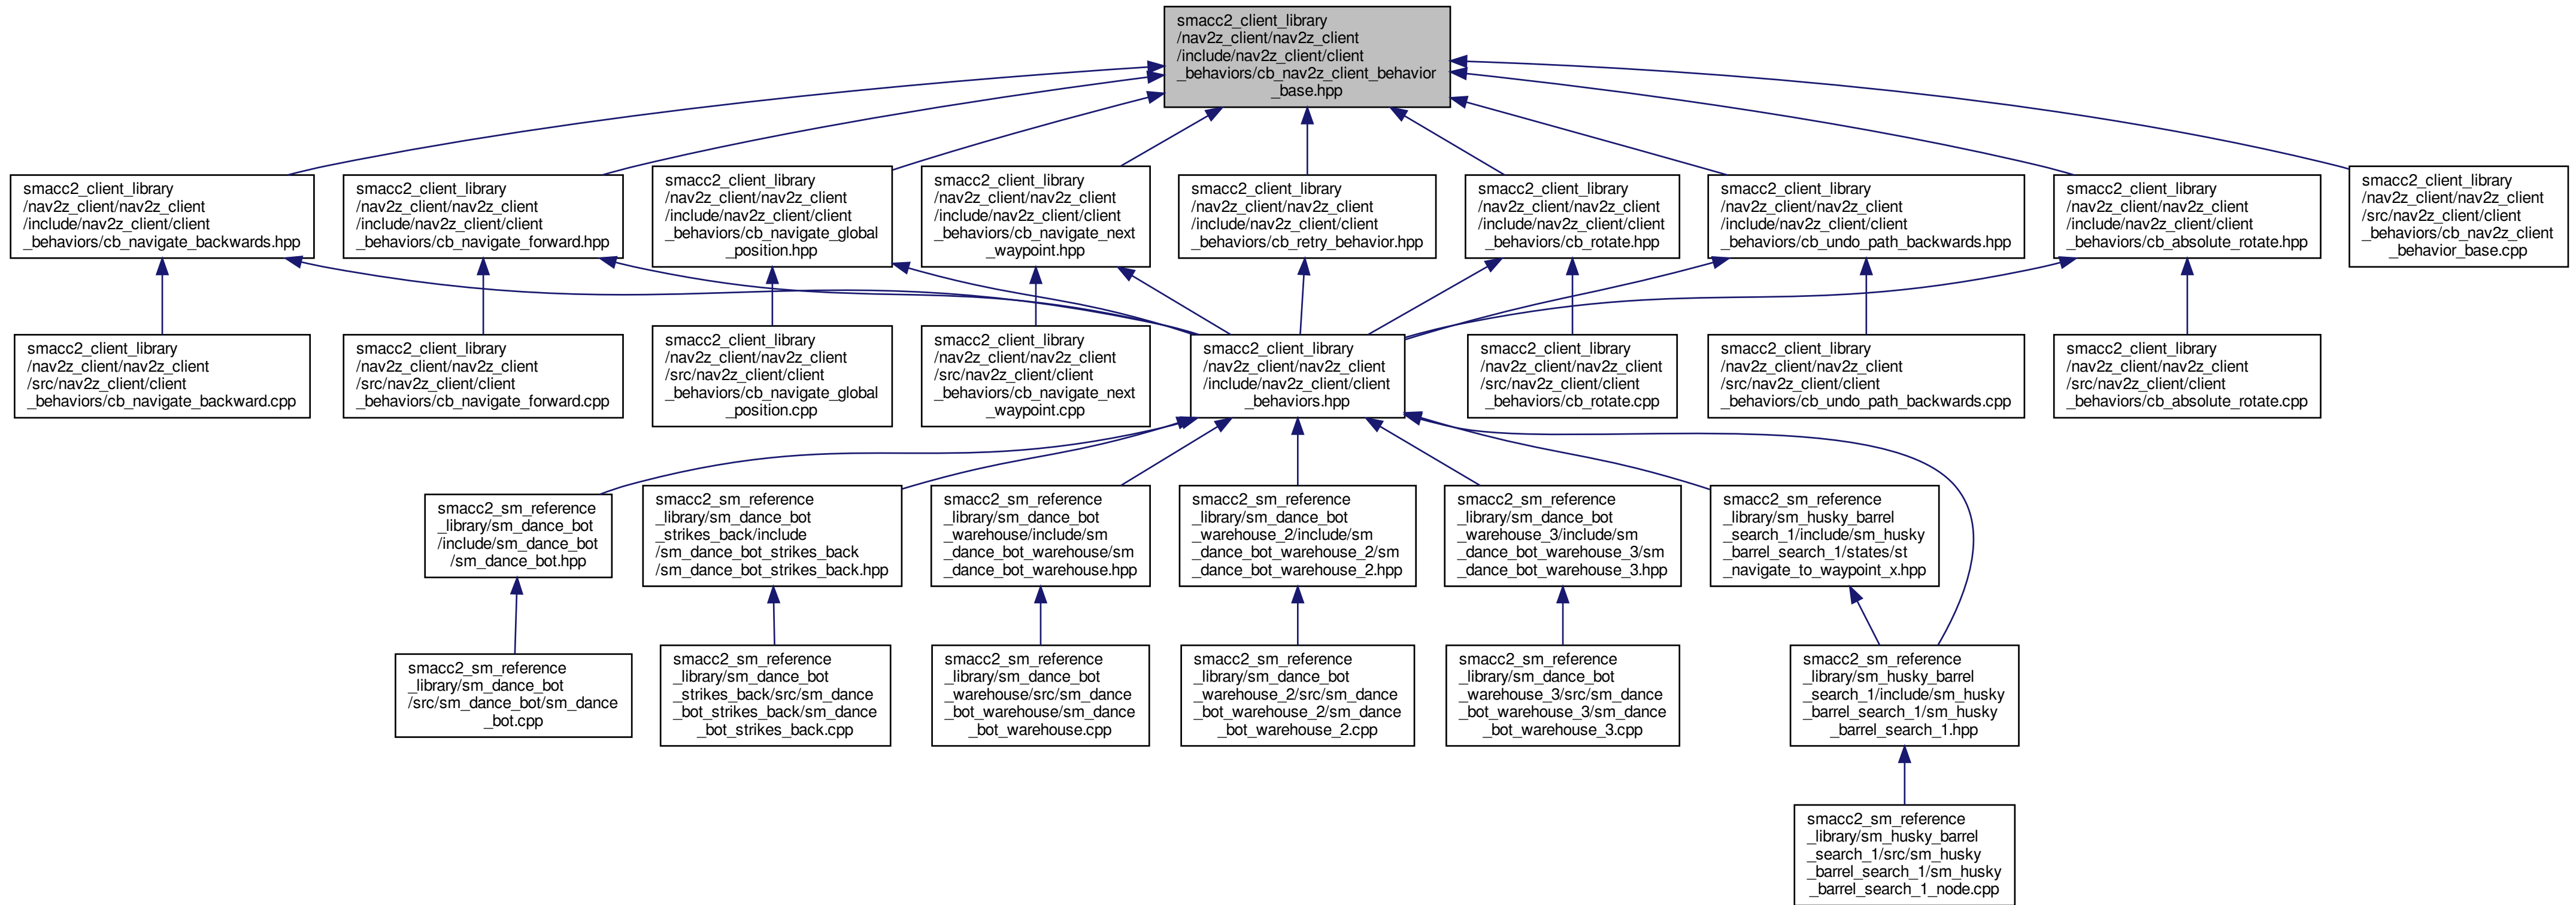 smacc2_client_library
/nav2z_client/nav2z_client
/include/nav2z_client/client
_behaviors/cb_nav2z_client_behavior
_base.hpp
smacc2_client_library
/nav2z_client/nav2z_client
/include/nav2z_client/client
_behaviors/cb_navigate_backwards.hpp
smacc2_client_library
/nav2z_client/nav2z_client
/include/nav2z_client/client
_behaviors/cb_navigate_forward.hpp
smacc2_client_library
/nav2z_client/nav2z_client
/include/nav2z_client/client
_behaviors/cb_navigate_global
_position.hpp
smacc2_client_library
/nav2z_client/nav2z_client
/include/nav2z_client/client
_behaviors/cb_navigate_next
_waypoint.hpp
smacc2_client_library
/nav2z_client/nav2z_client
/include/nav2z_client/client
_behaviors/cb_retry_behavior.hpp
smacc2_client_library
/nav2z_client/nav2z_client
/include/nav2z_client/client
_behaviors/cb_rotate.hpp
smacc2_client_library
/nav2z_client/nav2z_client
/include/nav2z_client/client
_behaviors/cb_undo_path_backwards.hpp
smacc2_client_library
/nav2z_client/nav2z_client
/include/nav2z_client/client
_behaviors/cb_absolute_rotate.hpp
smacc2_client_library
/nav2z_client/nav2z_client
/src/nav2z_client/client
_behaviors/cb_nav2z_client
_behavior_base.cpp
smacc2_client_library
/nav2z_client/nav2z_client
/src/nav2z_client/client
_behaviors/cb_navigate_backward.cpp
smacc2_client_library
/nav2z_client/nav2z_client
/src/nav2z_client/client
_behaviors/cb_navigate_forward.cpp
smacc2_client_library
/nav2z_client/nav2z_client
/src/nav2z_client/client
_behaviors/cb_navigate_global
_position.cpp
smacc2_client_library
/nav2z_client/nav2z_client
/src/nav2z_client/client
_behaviors/cb_navigate_next
_waypoint.cpp
smacc2_client_library
/nav2z_client/nav2z_client
/include/nav2z_client/client
_behaviors.hpp
smacc2_client_library
/nav2z_client/nav2z_client
/src/nav2z_client/client
_behaviors/cb_rotate.cpp
smacc2_client_library
/nav2z_client/nav2z_client
/src/nav2z_client/client
_behaviors/cb_undo_path_backwards.cpp
smacc2_client_library
/nav2z_client/nav2z_client
/src/nav2z_client/client
_behaviors/cb_absolute_rotate.cpp
smacc2_sm_reference
_library/sm_dance_bot
/include/sm_dance_bot
/sm_dance_bot.hpp
smacc2_sm_reference
_library/sm_dance_bot
_strikes_back/include
/sm_dance_bot_strikes_back
/sm_dance_bot_strikes_back.hpp
smacc2_sm_reference
_library/sm_dance_bot
_warehouse/include/sm
_dance_bot_warehouse/sm
_dance_bot_warehouse.hpp
smacc2_sm_reference
_library/sm_dance_bot
_warehouse_2/include/sm
_dance_bot_warehouse_2/sm
_dance_bot_warehouse_2.hpp
smacc2_sm_reference
_library/sm_dance_bot
_warehouse_3/include/sm
_dance_bot_warehouse_3/sm
_dance_bot_warehouse_3.hpp
smacc2_sm_reference
_library/sm_husky_barrel
_search_1/include/sm_husky
_barrel_search_1/states/st
_navigate_to_waypoint_x.hpp
smacc2_sm_reference
_library/sm_dance_bot
/src/sm_dance_bot/sm_dance
_bot.cpp
smacc2_sm_reference
_library/sm_dance_bot
_strikes_back/src/sm_dance
_bot_strikes_back/sm_dance
_bot_strikes_back.cpp
smacc2_sm_reference
_library/sm_dance_bot
_warehouse/src/sm_dance
_bot_warehouse/sm_dance
_bot_warehouse.cpp
smacc2_sm_reference
_library/sm_dance_bot
_warehouse_2/src/sm_dance
_bot_warehouse_2/sm_dance
_bot_warehouse_2.cpp
smacc2_sm_reference
_library/sm_dance_bot
_warehouse_3/src/sm_dance
_bot_warehouse_3/sm_dance
_bot_warehouse_3.cpp
smacc2_sm_reference
_library/sm_husky_barrel
_search_1/include/sm_husky
_barrel_search_1/sm_husky
_barrel_search_1.hpp
smacc2_sm_reference
_library/sm_husky_barrel
_search_1/src/sm_husky
_barrel_search_1/sm_husky
_barrel_search_1_node.cpp